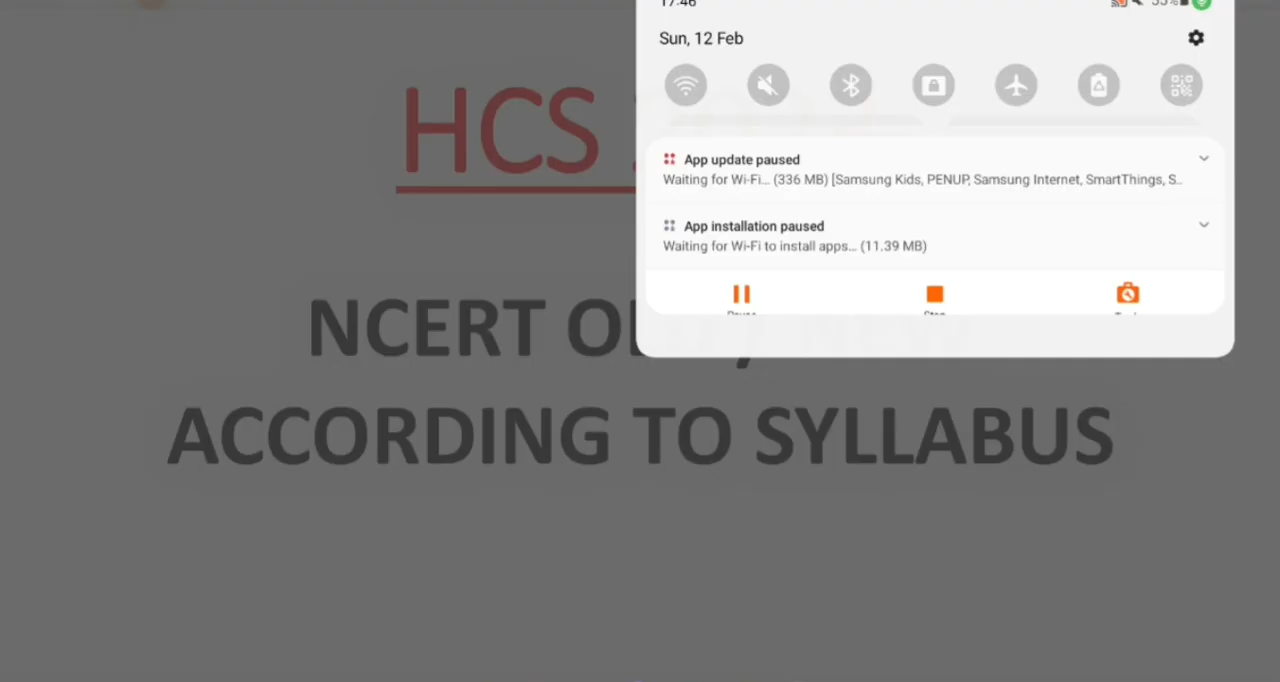 17:46
55%
Sun, 12 Feb
HCS
App update paused
Waiting for Wi-Fi... (336 MB) [Samsung Kids, PENUP, Samsung Internet, SmartThings, S..
App installation paused
Waiting for Wi-Fi to install apps... (11.39 MB)
NCERT NEW
ACCORDING TO SYLLABUS